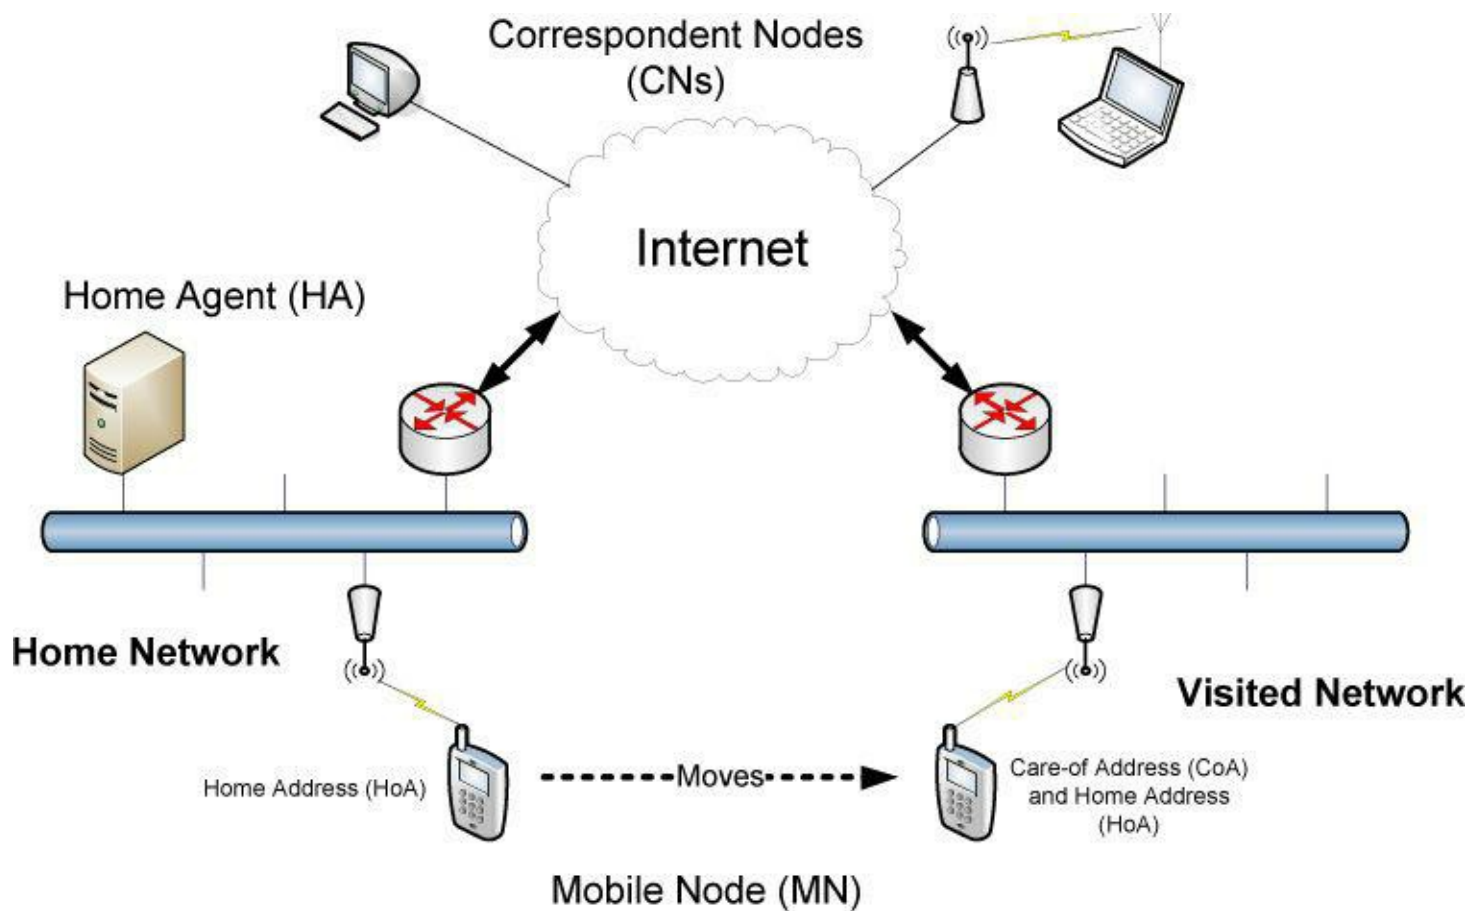 Correspondent Nodes
(CNs)
Internet
Home Agent (HA)
Home Network
Visited Network
Home Address (HoA)
Moves
Care-of Address (CoA)
and Home Address
(HoA)
Mobile Node (MN)